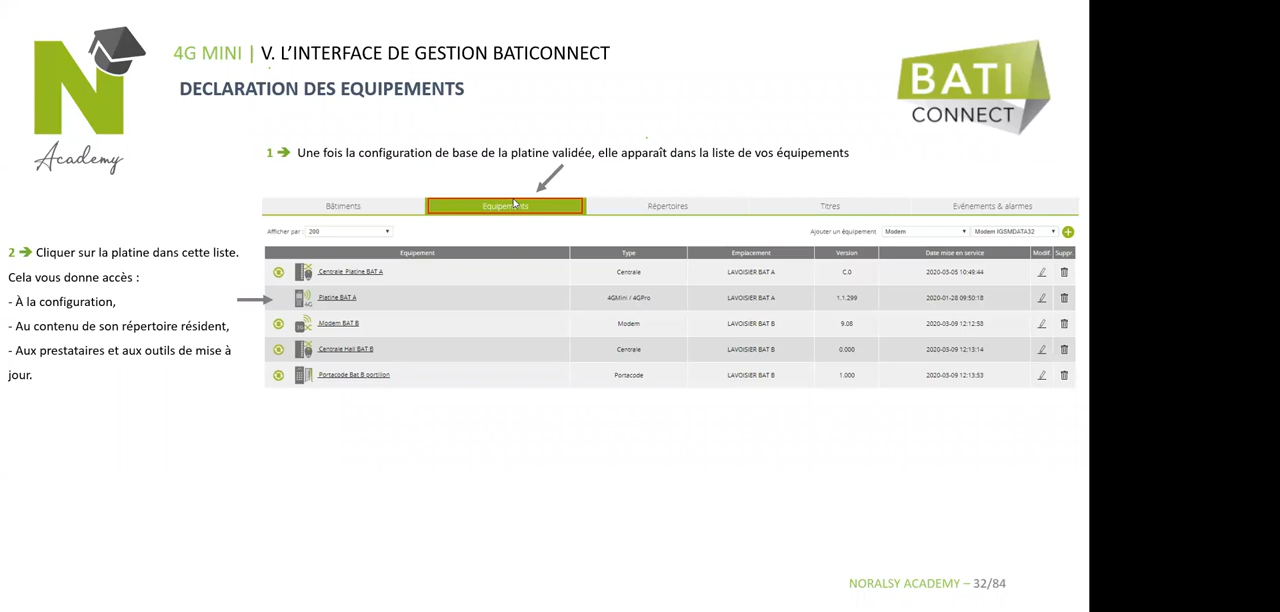 N
Academy
4G MINI | V. L'INTERFACE DE GESTION BATICONNECT
DECLARATION DES EQUIPEMENTS
BATI
CONNECT
1 ➔ Une fois la configuration de base de la platine validée, elle apparaît dans la liste de vos équipements
Bâtiments Equipements Répertoires Titres Evénements & alarmes
Afficher par : 200 Ajouter un équipement Modem Modem IGSMDATA32
2 ➔ Cliquer sur la platine dans cette liste.
Cela vous donne accès :
- À la configuration,
- Au contenu de son répertoire résident,
- Aux prestataires et aux outils de mise à
jour.
Equipement Type Emplacement Version Date mise en service Modif. Suppr.
Centrale Platine BAT A Centrale LAVOISIER BAT A C.0 2020-05-05 10:49:44
4G Platine BAT A 4GMini / 4GPro LAVOISIER BAT A 1.1.299 2020-01-28 09:50:18
3G Modem BAT B Modem LAVOISIER BAT B 9.08 2020-03-09 12:12:58
Centrale Hall BAT B Centrale LAVOISIER BAT B 0.000 2020-03-09 12:13:14
Portacode Bat B portillon Portacode LAVOISIER BAT B 1.000 2020-03-09 12:13:53
NORALSY ACADEMY – 32/84